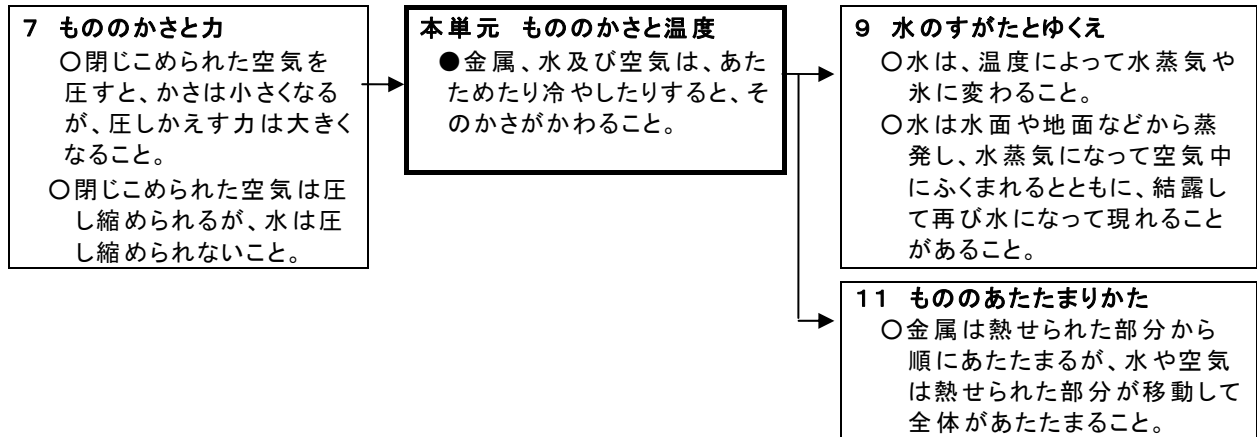 ７ もののかさと力
○閉じこめられた空気を
圧すと、かさは小さくなる
が、圧しかえす力は大きく
なること。
○閉じこめられた空気は圧
し縮められるが、水は圧
し縮められないこと。
本単元 もののかさと温度
●金属、水及び空気は、あた
ためたり冷やしたりすると、そ
のかさがかわること。
９ 水のすがたとゆくえ
○水は、温度によって水蒸気や
氷に変わること。
○水は水面や地面などから蒸
発し、水蒸気になって空気中
にふくまれるとともに、結露し
て再び水になって現れること
があること。
１１ もののあたたまりかた
○金属は熱せられた部分から
順にあたたまるが、水や空気
は熱せられた部分が移動して
全体があたたまること。